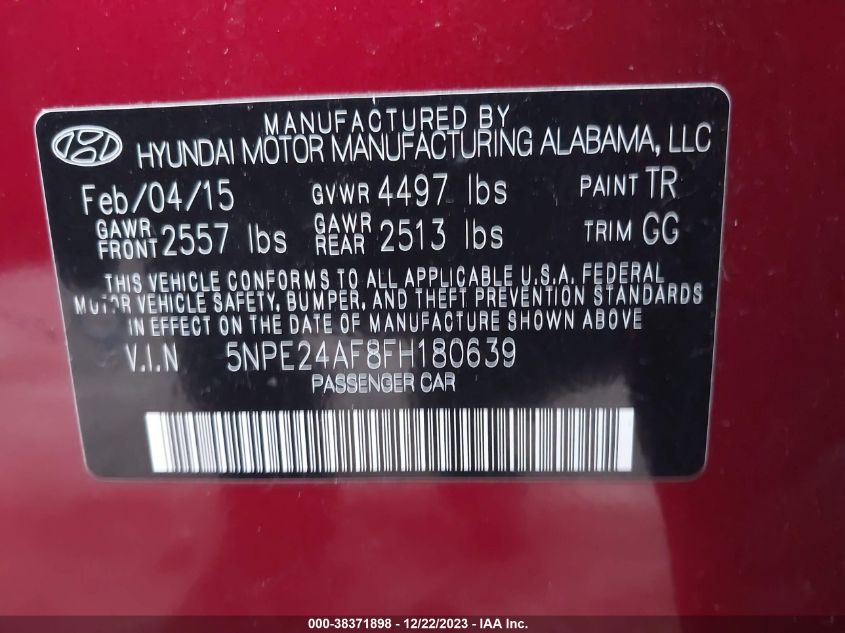 MANUFACTURED BY
HYUNDAI MOTOR MANUFACTURING ALABAMA, LLC
Feb/04/15 GVWR 4497 lbs PAINT TR
GAWR FRONT 2557 lbs GAWR REAR 2513 lbs TRIM GG
THIS VEHICLE CONFORMS TO ALL APPLICABLE U.S.A. FEDERAL
MOTOR VEHICLE SAFETY, BUMPER, AND THEFT PREVENTION STANDARDS
IN EFFECT ON THE DATE OF MANUFACTURE SHOWN ABOVE
V.I.N 5NPE24AF8FH180639
PASSENGER CAR
000-38371898 - 12/22/2023 - IAA Inc.